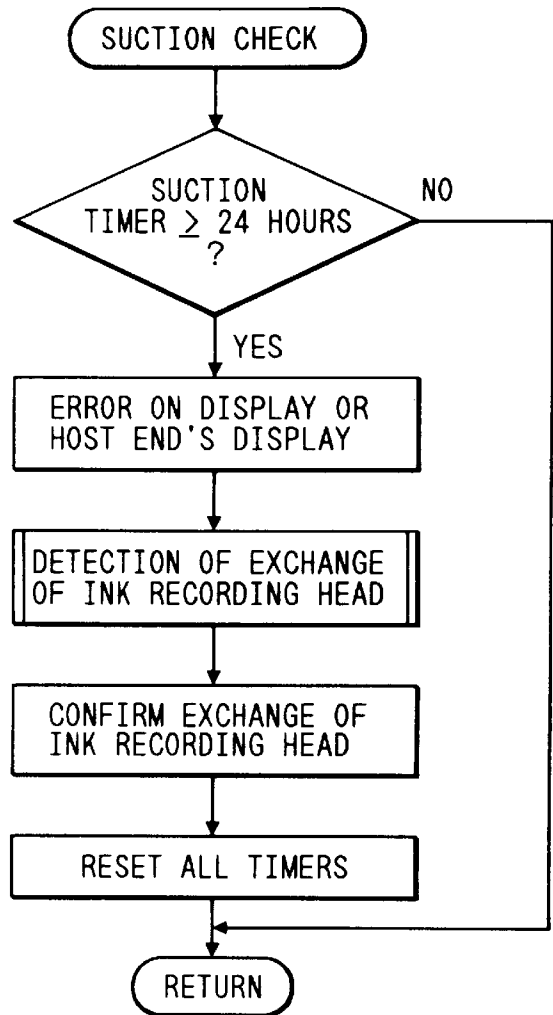 SUCTION CHECK
SUCTION
TIMER ≥ 24 HOURS
?
NO
YES
ERROR ON DISPLAY OR
HOST END'S DISPLAY
DETECTION OF EXCHANGE
OF INK RECORDING HEAD
CONFIRM EXCHANGE OF
INK RECORDING HEAD
RESET ALL TIMERS
RETURN